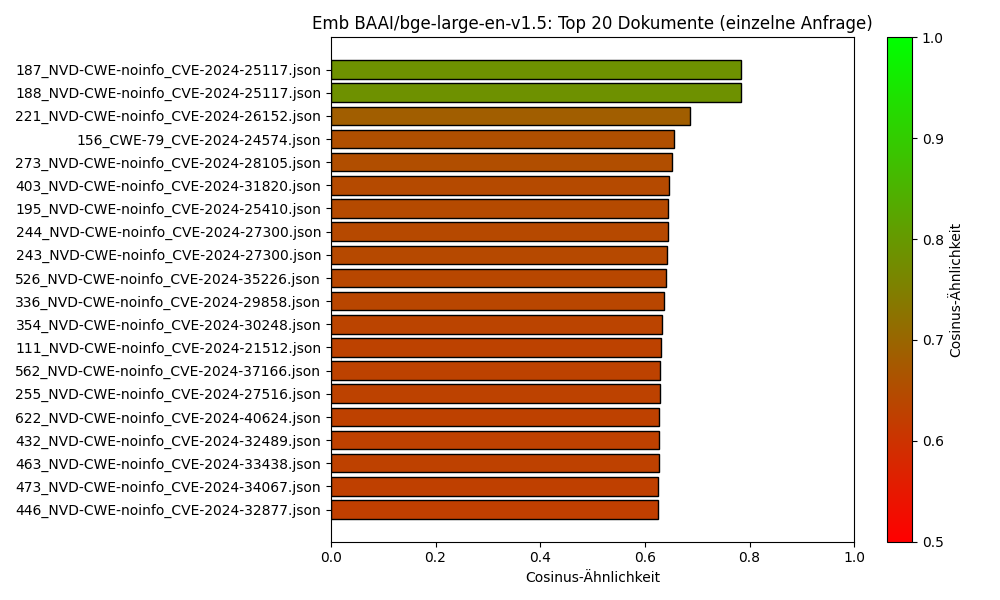 Emb BAAI/bge-large-en-v1.5: Top 20 Dokumente (einzelne Anfrage)
187_NVD-CWE-noinfo_CVE-2024-25117.json
188_NVD-CWE-noinfo_CVE-2024-25117.json
221_NVD-CWE-noinfo_CVE-2024-26152.json
156_CWE-79_CVE-2024-24574.json
273_NVD-CWE-noinfo_CVE-2024-28105.json
403_NVD-CWE-noinfo_CVE-2024-31820.json
195_NVD-CWE-noinfo_CVE-2024-25410.json
244_NVD-CWE-noinfo_CVE-2024-27300.json
243_NVD-CWE-noinfo_CVE-2024-27300.json
526_NVD-CWE-noinfo_CVE-2024-35226.json
336_NVD-CWE-noinfo_CVE-2024-29858.json
354_NVD-CWE-noinfo_CVE-2024-30248.json
111_NVD-CWE-noinfo_CVE-2024-21512.json
562_NVD-CWE-noinfo_CVE-2024-37166.json
255_NVD-CWE-noinfo_CVE-2024-27516.json
622_NVD-CWE-noinfo_CVE-2024-40624.json
432_NVD-CWE-noinfo_CVE-2024-32489.json
463_NVD-CWE-noinfo_CVE-2024-33438.json
473_NVD-CWE-noinfo_CVE-2024-34067.json
446_NVD-CWE-noinfo_CVE-2024-32877.json
0.0 0.2 0.4 0.6 0.8 1.0
Cosinus-Ähnlichkeit
1.0
0.9
0.8
0.7
0.6
0.5
Cosinus-Ähnlichkeit